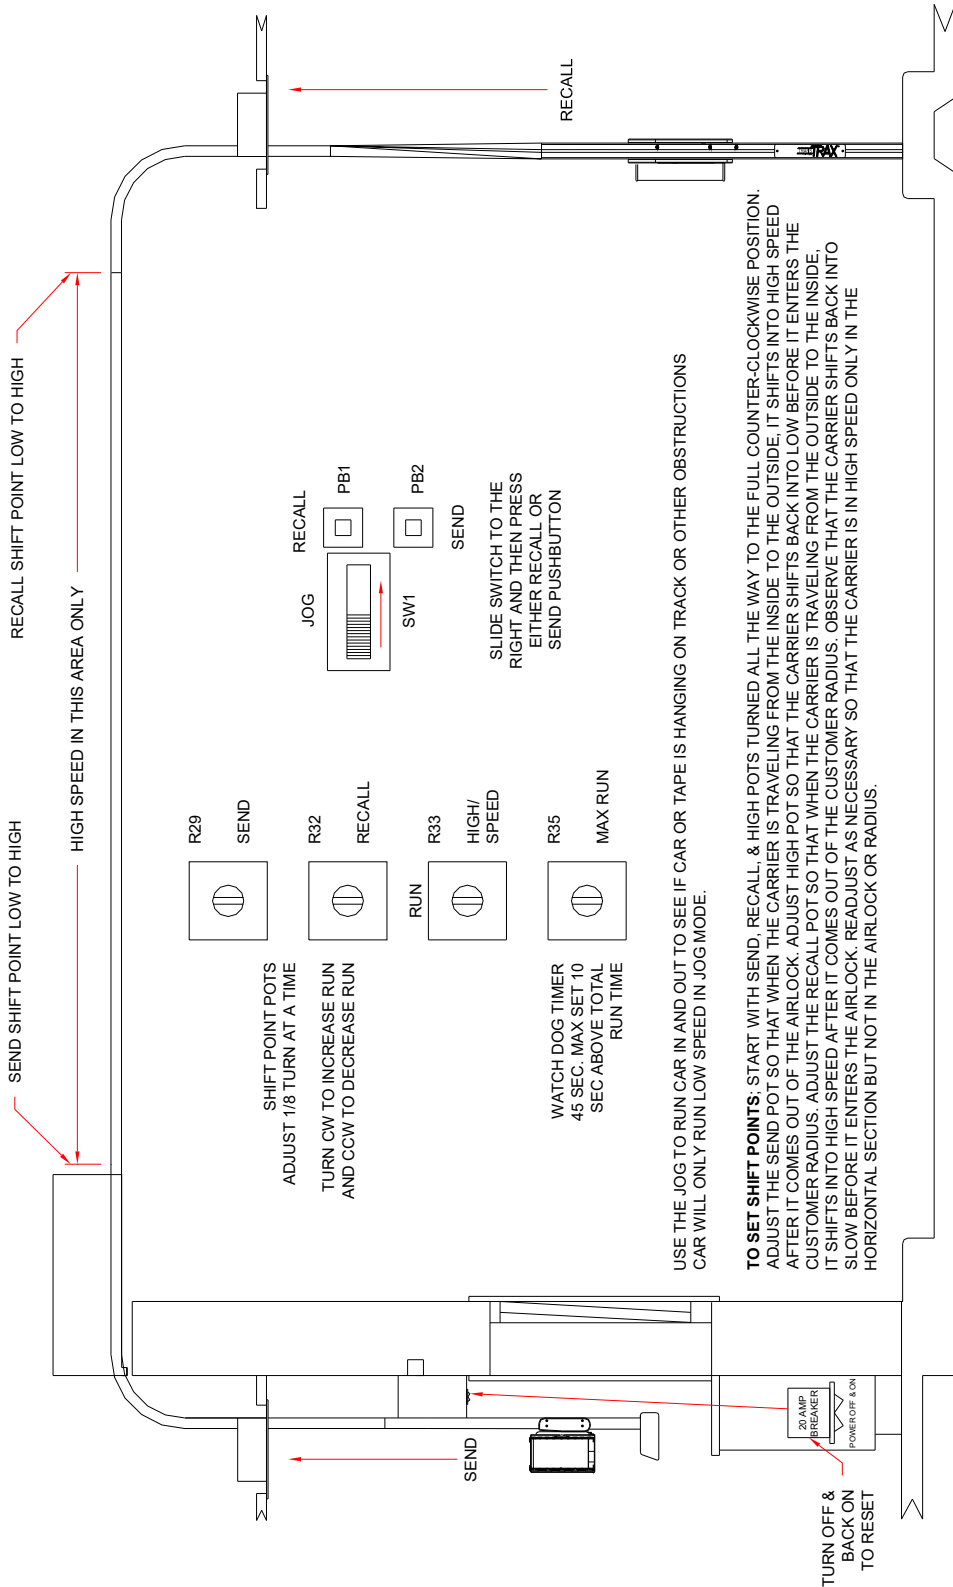 SEND SHIFT POINT LOW TO HIGH
RECALL SHIFT POINT LOW TO HIGH
HIGH SPEED IN THIS AREA ONLY
SHIFT POINT POTS
ADJUST 1/8 TURN AT A TIME
TURN CW TO INCREASE RUN
AND CCW TO DECREASE RUN
R29
SEND
R32
RECALL
RUN
R33
HIGH/
SPEED
R35
MAX RUN
WATCH DOG TIMER
45 SEC. MAX SET 10
SEC ABOVE TOTAL
RUN TIME
JOG
RECALL
PB1
SW1
PB2
SEND
SLIDE SWITCH TO THE
RIGHT AND THEN PRESS
EITHER RECALL OR
SEND PUSHBUTTON
SEND
RECALL
TRAX
USE THE JOG TO RUN CAR IN AND OUT TO SEE IF CAR OR TAPE IS HANGING ON TRACK OR OTHER OBSTRUCTIONS
CAR WILL ONLY RUN LOW SPEED IN JOG MODE.
TO SET SHIFT POINTS; START WITH SEND, RECALL, & HIGH POTS TURNED ALL THE WAY TO THE FULL COUNTER-CLOCKWISE POSITION.
ADJUST THE SEND POT SO THAT WHEN THE CARRIER IS TRAVELING FROM THE INSIDE TO THE OUTSIDE, IT SHIFTS INTO HIGH SPEED
AFTER IT COMES OUT OF THE AIRLOCK. ADJUST HIGH POT SO THAT THE CARRIER SHIFTS BACK INTO LOW BEFORE IT ENTERS THE
CUSTOMER RADIUS. ADJUST THE RECALL POT SO THAT WHEN THE CARRIER IS TRAVELING FROM THE OUTSIDE TO THE INSIDE,
IT SHIFTS INTO HIGH SPEED AFTER IT COMES OUT OF THE CUSTOMER RADIUS. OBSERVE THAT THE CARRIER SHIFTS BACK INTO
SLOW BEFORE IT ENTERS THE AIRLOCK. READJUST AS NECESSARY SO THAT THE CARRIER IS IN HIGH SPEED ONLY IN THE
HORIZONTAL SECTION BUT NOT IN THE AIRLOCK OR RADIUS.
20 AMP
BREAKER
POWER OFF & ON
TURN OFF &
BACK ON
TO RESET